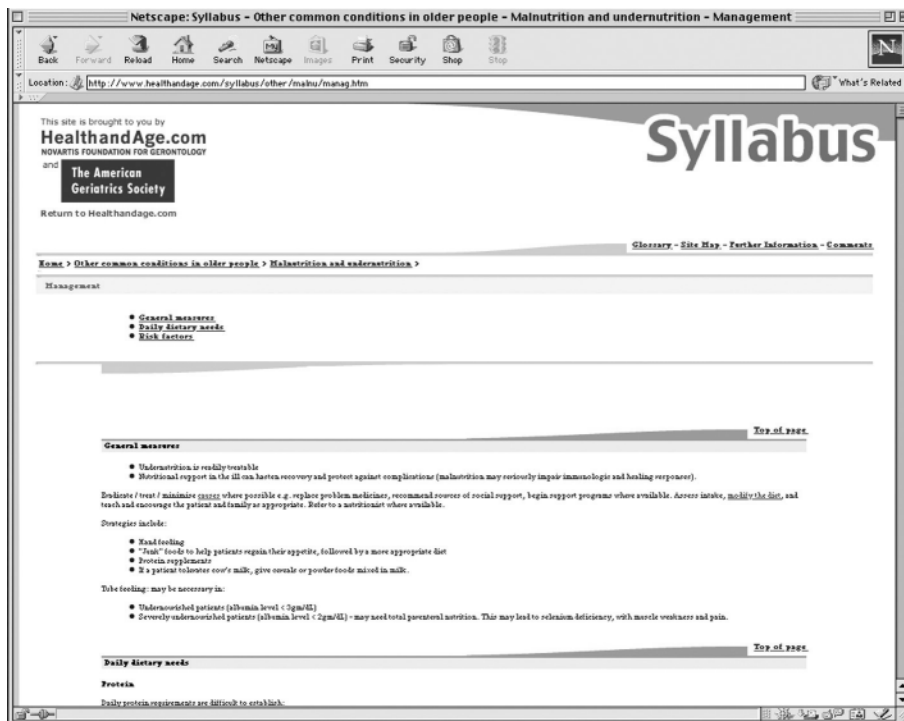 Netscape: Syllabus - Other common conditions in older people - Malnutrition and undernutrition - Management
Back Forward Reload Home Search Netscape Images Print Security Shop Stop
My
N
Location: http://www.healthandage.com/syllabus/other/malnu/manag.htm What's Related
This site is brought to you by
HealthandAge.com
NOVARTIS FOUNDATION FOR GERONTOLOGY
and
The American
Geriatrics Society
Return to Healthandage.com
Syllabus
Glossary - Site Map - Further Information - Comments
Home > Other common conditions in older people > Malnutrition and undernutrition >
Management
• General measures
• Daily dietary needs
• Risk factors
Top of page
General measures
• Undernutrition is readily treatable
• Nutritional support in the ill can hasten recovery and protect against complications (malnutrition may seriously impair immunologic and healing responses).
Eradicate / treat / minimise causes where possible e.g. replace problem medicines, recommend sources of social support, begin support programs where available. Assess intake, modify the diet, and
teach and encourage the patient and family as appropriate. Refer to a nutritionist where available.
Strategies include:
• Hand feeding
• "Junk" foods to help patients regain their appetite, followed by a more appropriate diet
• Protein supplements
• If a patient tolerates cow's milk, give cereals or powder foods mixed in milk.
Tube feeding: may be necessary in:
• Undernourished patients (albumin level < 3gm/dL)
• Severely undernourished patients (albumin level < 2gm/dL) - may need total parenteral nutrition. This may lead to selenium deficiency, with muscle weakness and pain.
Top of page
Daily dietary needs
Protein
Daily protein requirements are difficult to establish: